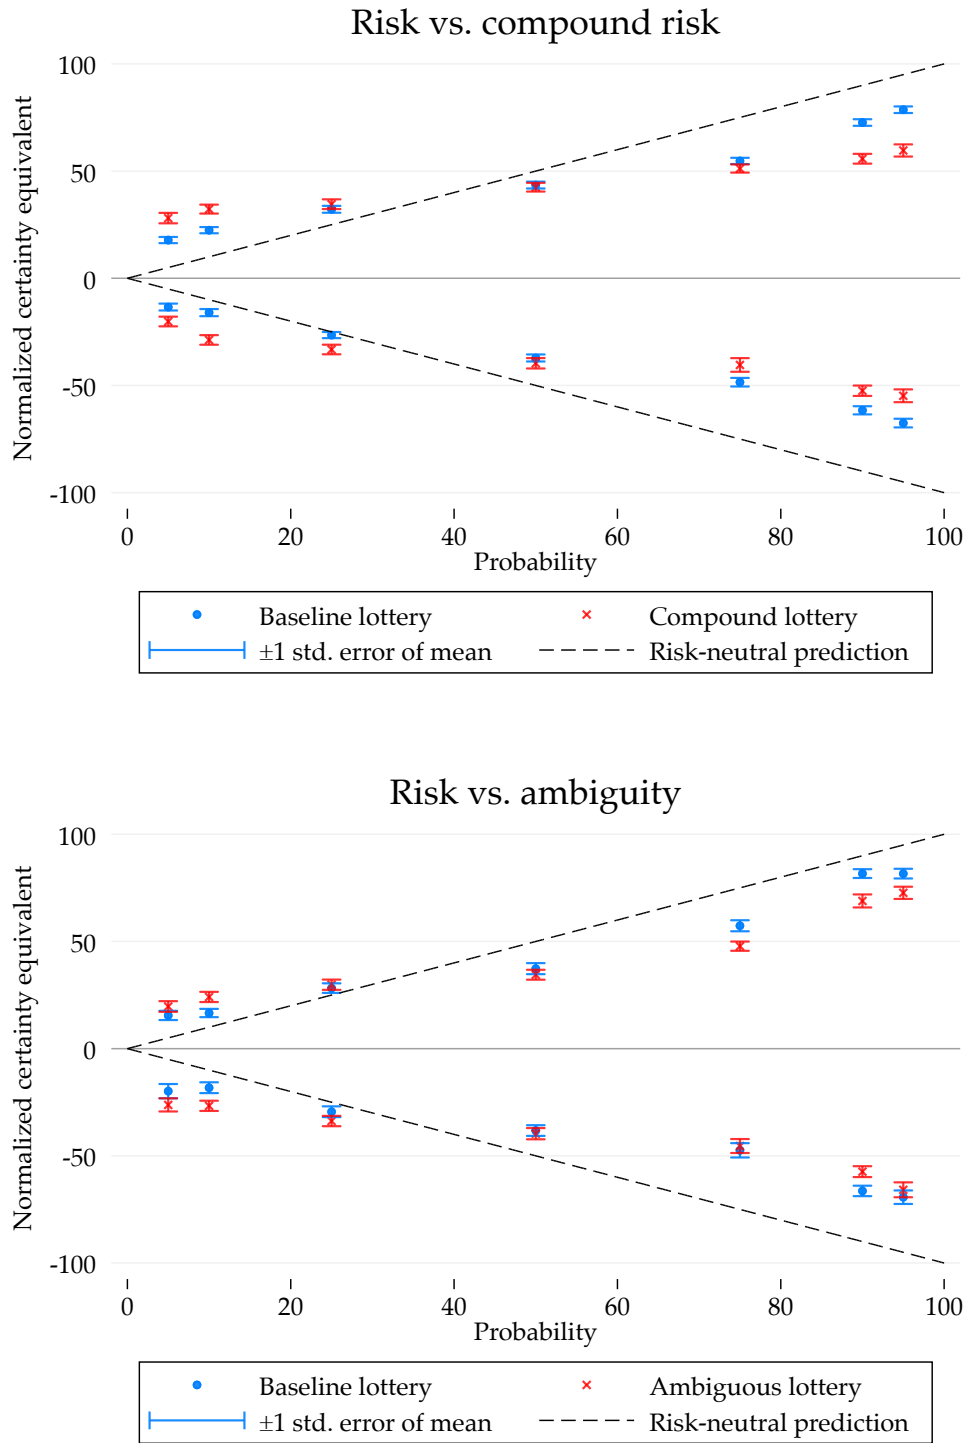 Risk vs. compound risk
Normalized certainty equivalent
100
50
0
-50
-100
0 20 40 60 80 100
Probability
Baseline lottery Compound lottery
±1 std. error of mean Risk-neutral prediction
Risk vs. ambiguity
Normalized certainty equivalent
100
50
0
-50
-100
0 20 40 60 80 100
Probability
Baseline lottery Ambiguous lottery
±1 std. error of mean Risk-neutral prediction